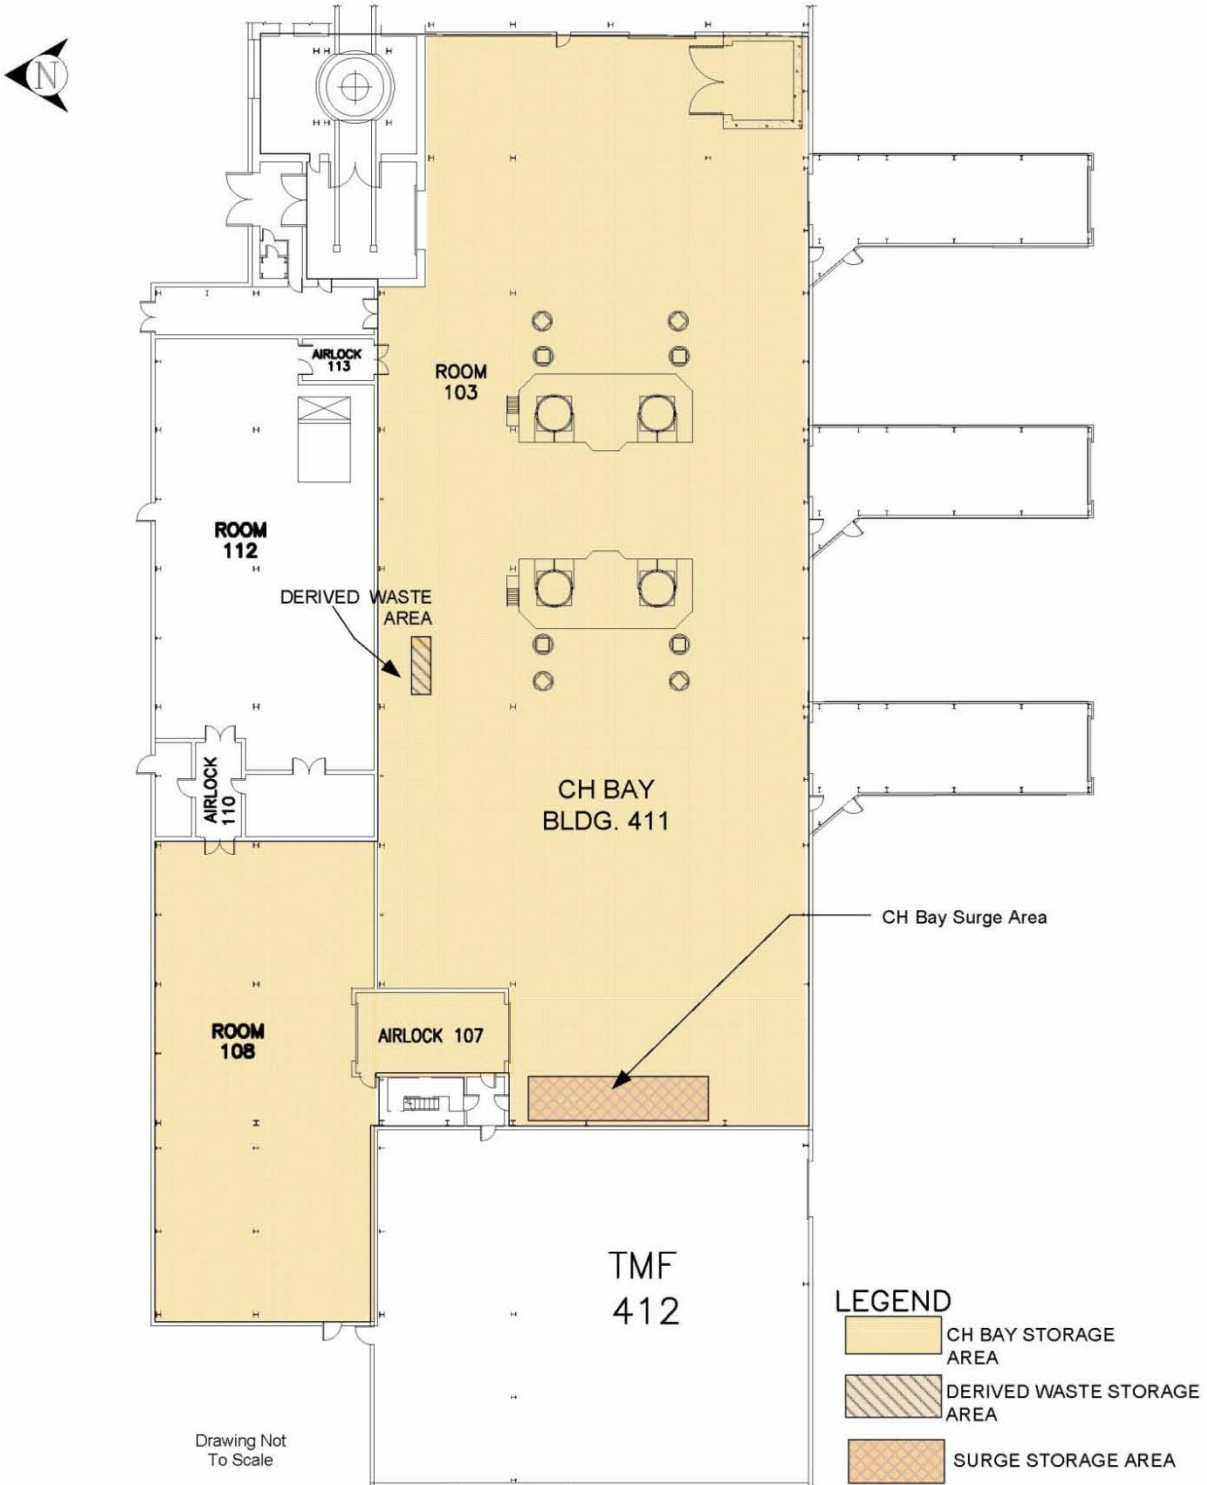 N
AIRLOCK
113
ROOM
103
ROOM
112
DERIVED WASTE
AREA
AIRLOCK
110
CH BAY
BLDG. 411
CH Bay Surge Area
ROOM
108
AIRLOCK 107
TMF
412
LEGEND
CH BAY STORAGE
AREA
DERIVED WASTE STORAGE
AREA
SURGE STORAGE AREA
Drawing Not
To Scale